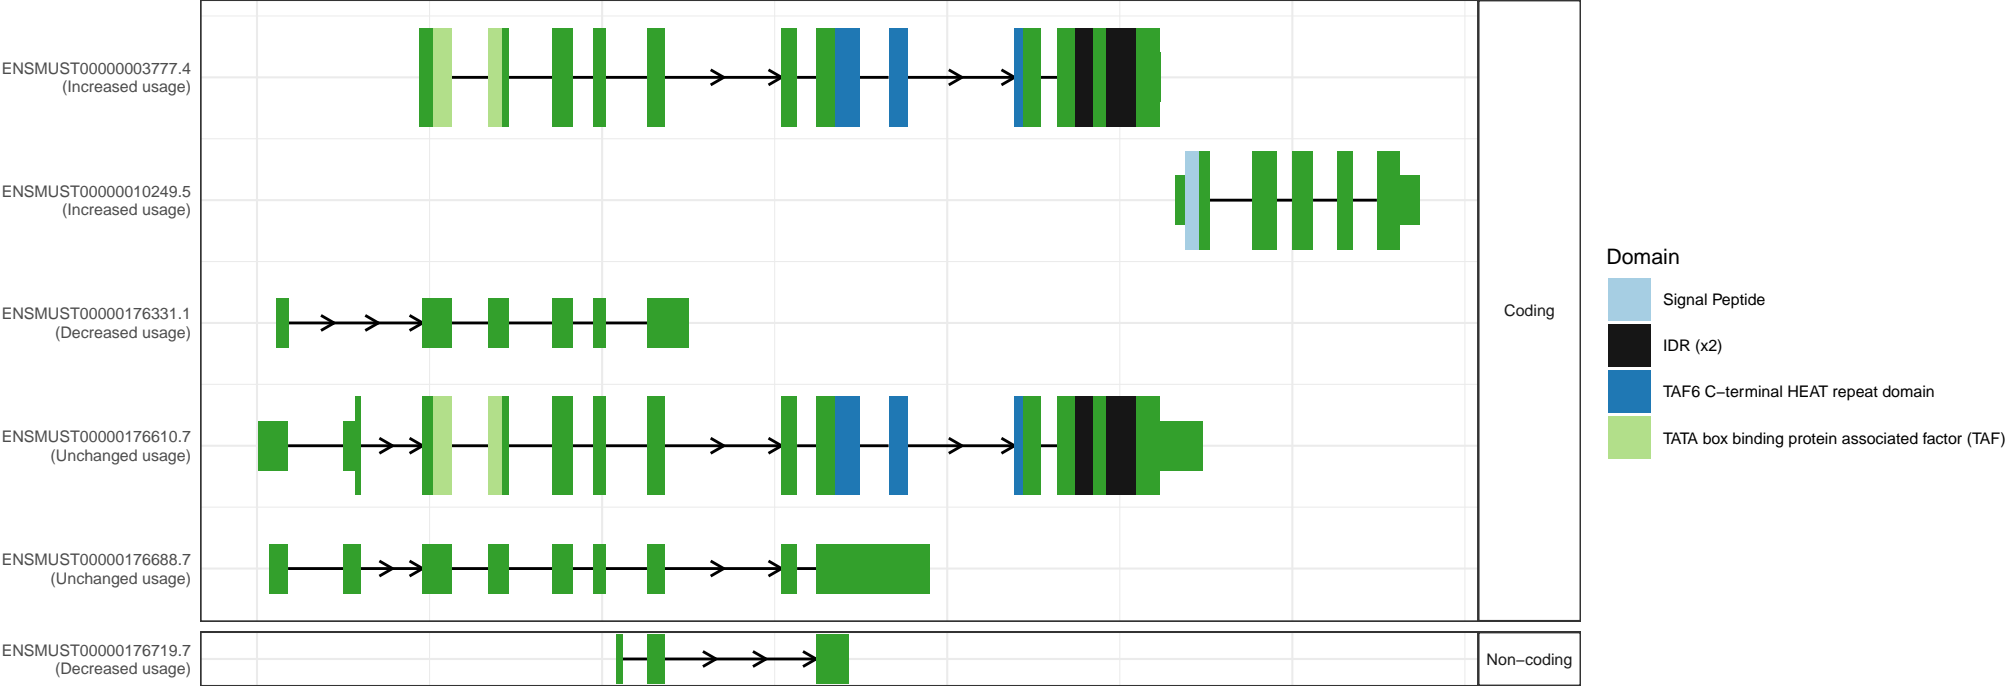 ENSMUST00000003777.4
(Increased usage)
ENSMUST00000010249.5
(Increased usage)
ENSMUST00000176331.1
(Decreased usage)
ENSMUST00000176610.7
(Unchanged usage)
ENSMUST00000176688.7
(Unchanged usage)
ENSMUST00000176719.7
(Decreased usage)
Coding
Non−coding
Domain
Signal Peptide
IDR (x2)
TAF6 C−terminal HEAT repeat domain
TATA box binding protein associated factor (TAF)